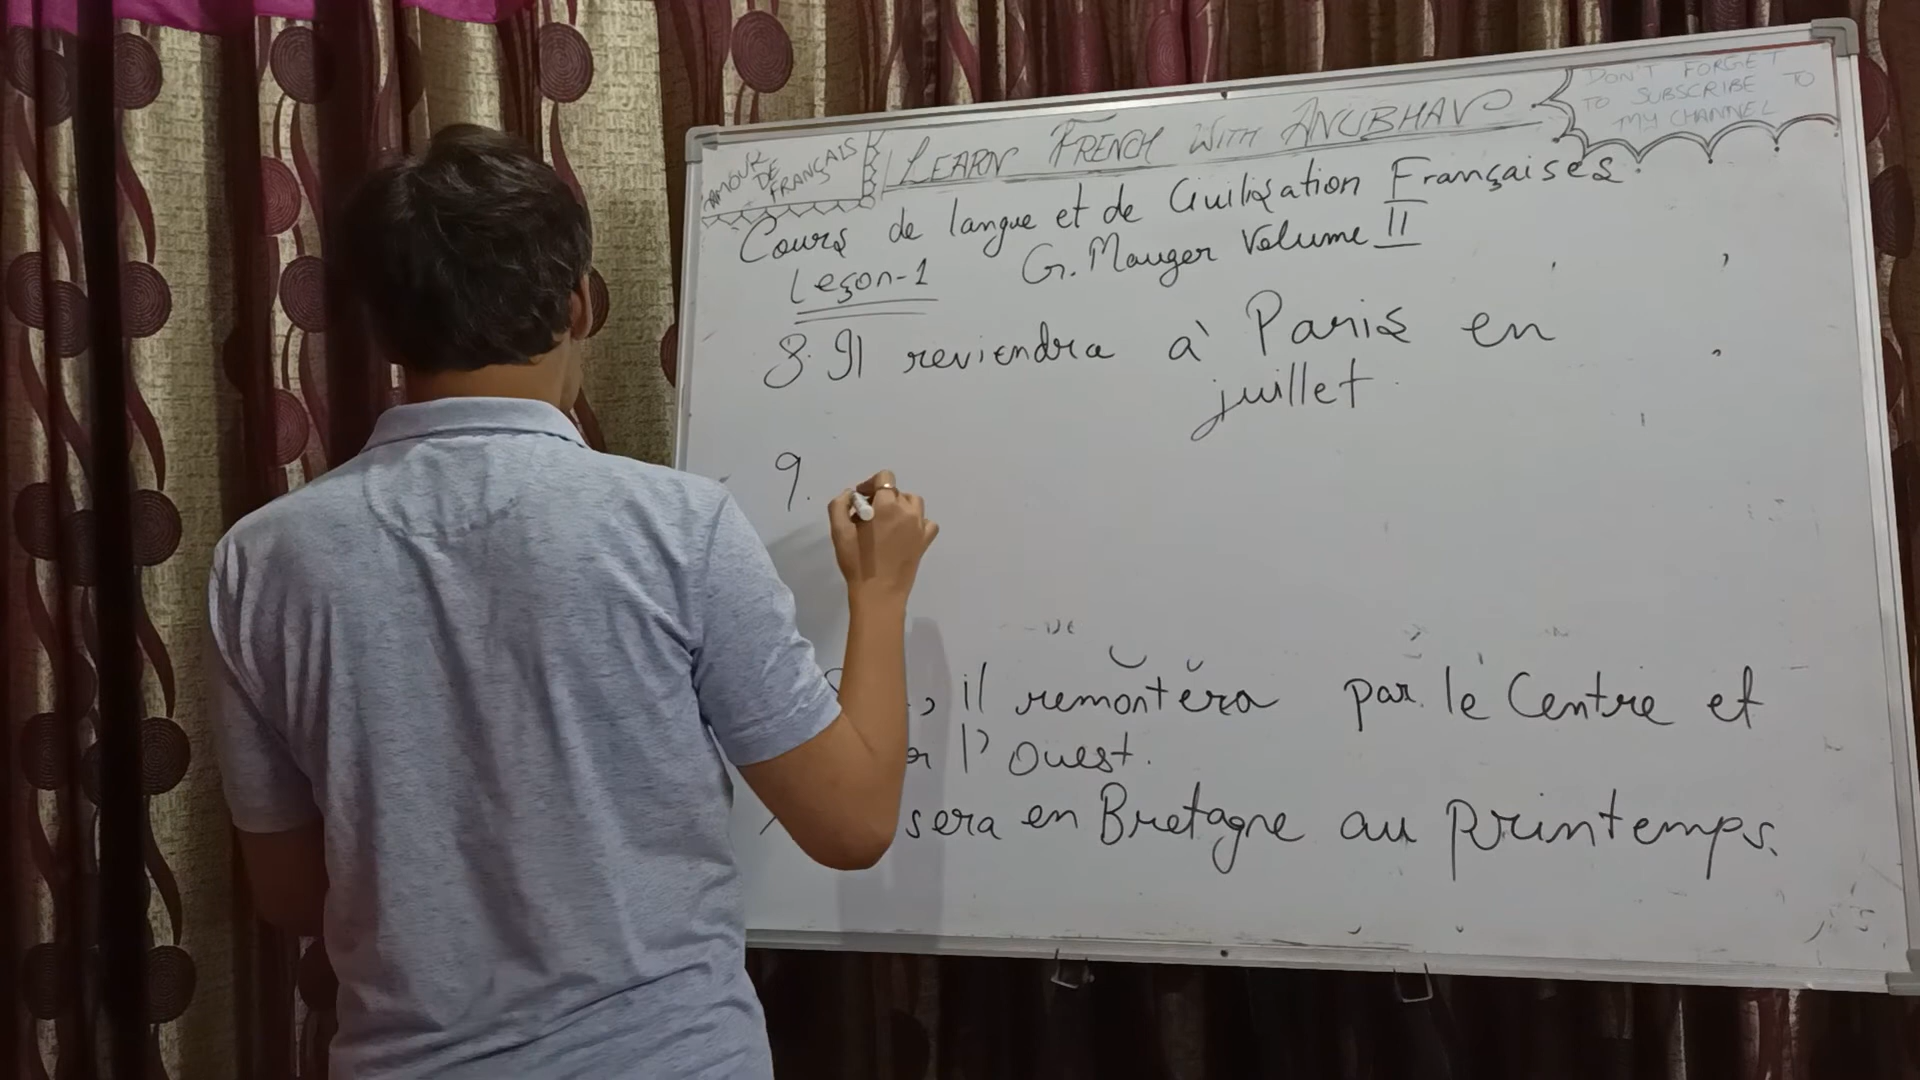 L'AMOUR
DE
FRANÇAIS
LEARN FRENCH WITH ANUBHAV
DON'T FORGET
TO SUBSCRIBE TO
MY CHANNEL
Cours de langue et de Civilisation Françaises.
Leçon-1 G. Mauger Volume II
8. Il reviendra à Paris en
juillet.
9.
, il remontera par le Centre et
l'Ouest.
sera en Bretagne au printemps.